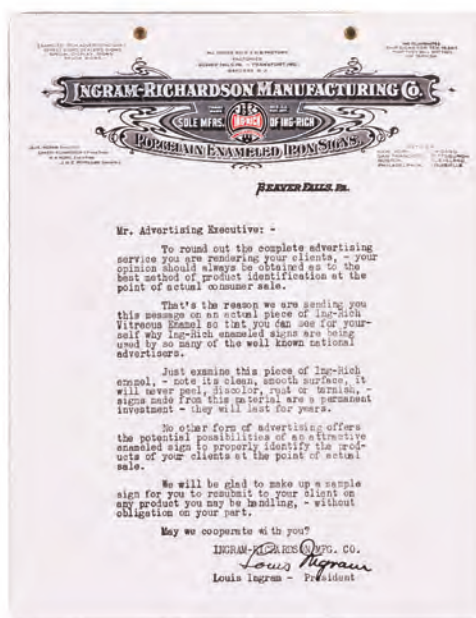 INGRAM-RICHARDSON MANUFACTURING CO.
SOLE MFRS. ING-RICH OF ING-RICH
PORCELAIN ENAMELED IRON SIGNS.
BEAVER FALLS, PA.
Mr. Advertising Executive: -
To round out the complete advertising
service you are rendering your clients, - your
opinion should always be obtained as to the
best method of product identification at the
point of actual consumer sale.
That's the reason we are sending you
this message on an actual piece of Ing-Rich
Vitreous Enamel so that you can see for your-
self why Ing-Rich enameled signs are being
used by so many of the well known national
advertisers.
Just examine this piece of Ing-Rich
enamel, - note its clean, smooth surface, it
will never peel, discolor, rust or tarnish, -
signs made from this material are a permanent
investment - they will last for years.
No other form of advertising offers
the potential possibilities of an attractive
enameled sign to properly identify the prod-
ucts of your clients at the point of actual
sale.
We will be glad to make up a sample
sign for you to resubmit to your client on
any product you may be handling, - without
obligation on your part.
May we cooperate with you?
INGRAM-RICHARDSON MFG. CO.
Louis Ingram
Louis Ingram - President